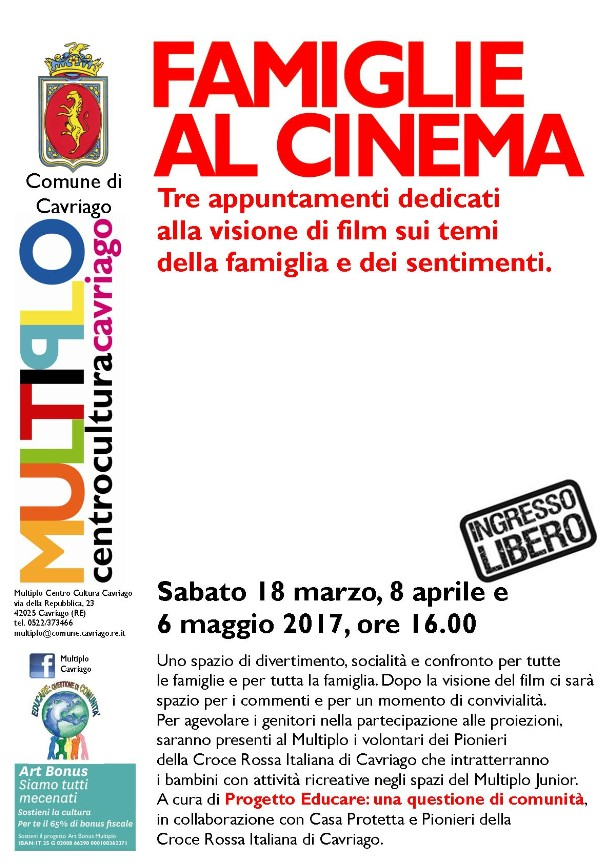 FAMIGLIE
AL CINEMA
Tre appuntamenti dedicati
alla visione di film sui temi
della famiglia e dei sentimenti.
Comune di
Cavriago
MULTIPLO
centroculturacavriago
INGRESSO
LIBERO
Multiplo Centro Cultura Cavriago
via della Repubblica, 23
42025 Cavriago (RE)
tel. 0522/373466
multiplo@comune.cavriago.re.it
f Multiplo
Cavriago
EDUCARE: QUESTIONE DI COMUNITÀ
Art Bonus
Siamo tutti
mecenati
Sostieni la cultura
Per te il 65% di bonus fiscale
Sostieni il progetto Art Bonus Multiplo
IBAN: IT 25 G 02008 66290 000100362371
Sabato 18 marzo, 8 aprile e
6 maggio 2017, ore 16.00
Uno spazio di divertimento, socialità e confronto per tutte
le famiglie e per tutta la famiglia. Dopo la visione del film ci sarà
spazio per i commenti e per un momento di convivialità.
Per agevolare i genitori nella partecipazione alle proiezioni,
saranno presenti al Multiplo i volontari dei Pionieri
della Croce Rossa Italiana di Cavriago che intratterranno
i bambini con attività ricreative negli spazi del Multiplo Junior.
A cura di Progetto Educare: una questione di comunità,
in collaborazione con Casa Protetta e Pionieri della
Croce Rossa Italiana di Cavriago.